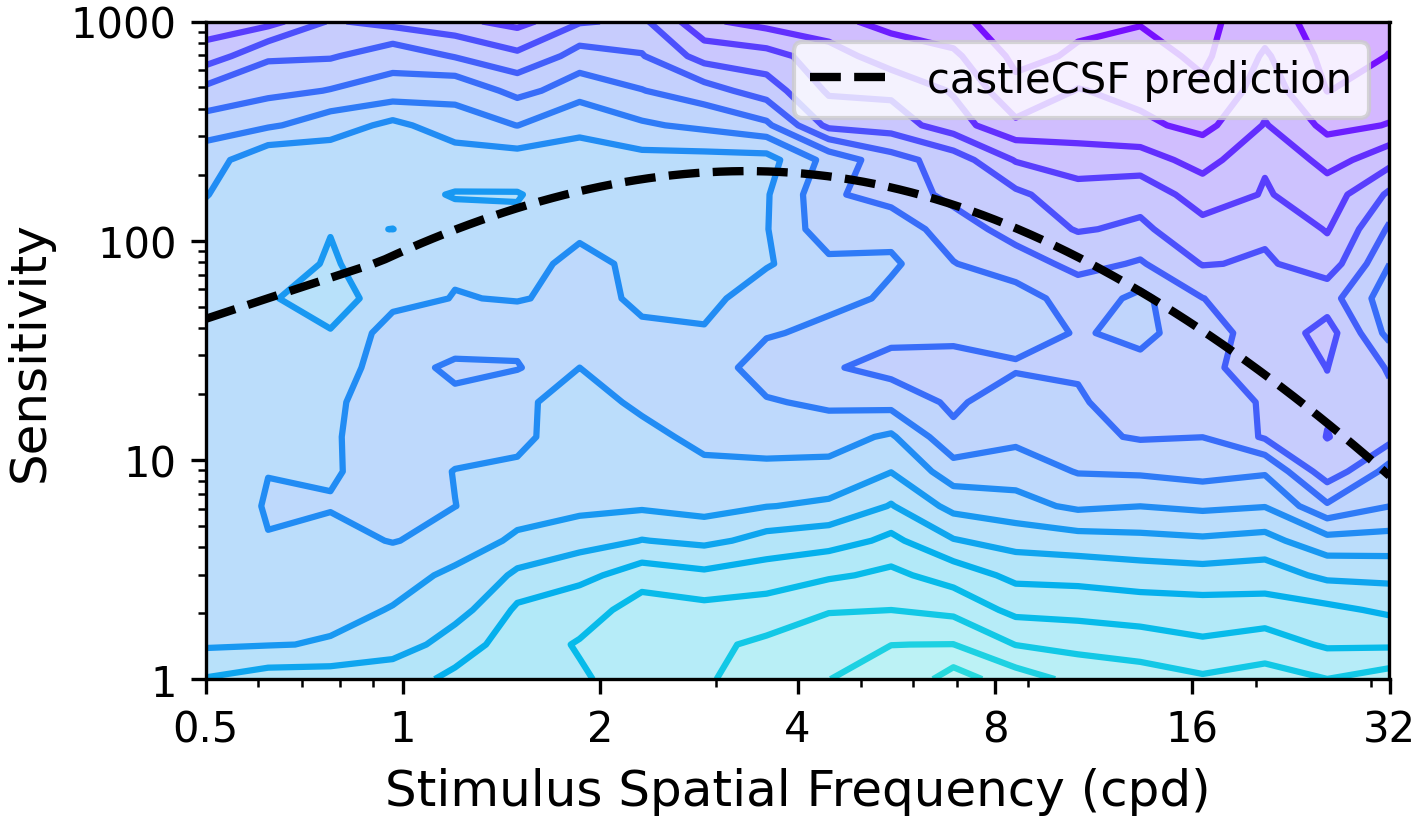 1000
100
10
1
Sensitivity
castleCSF prediction
0.5 1 2 4 8 16 32
Stimulus Spatial Frequency (cpd)